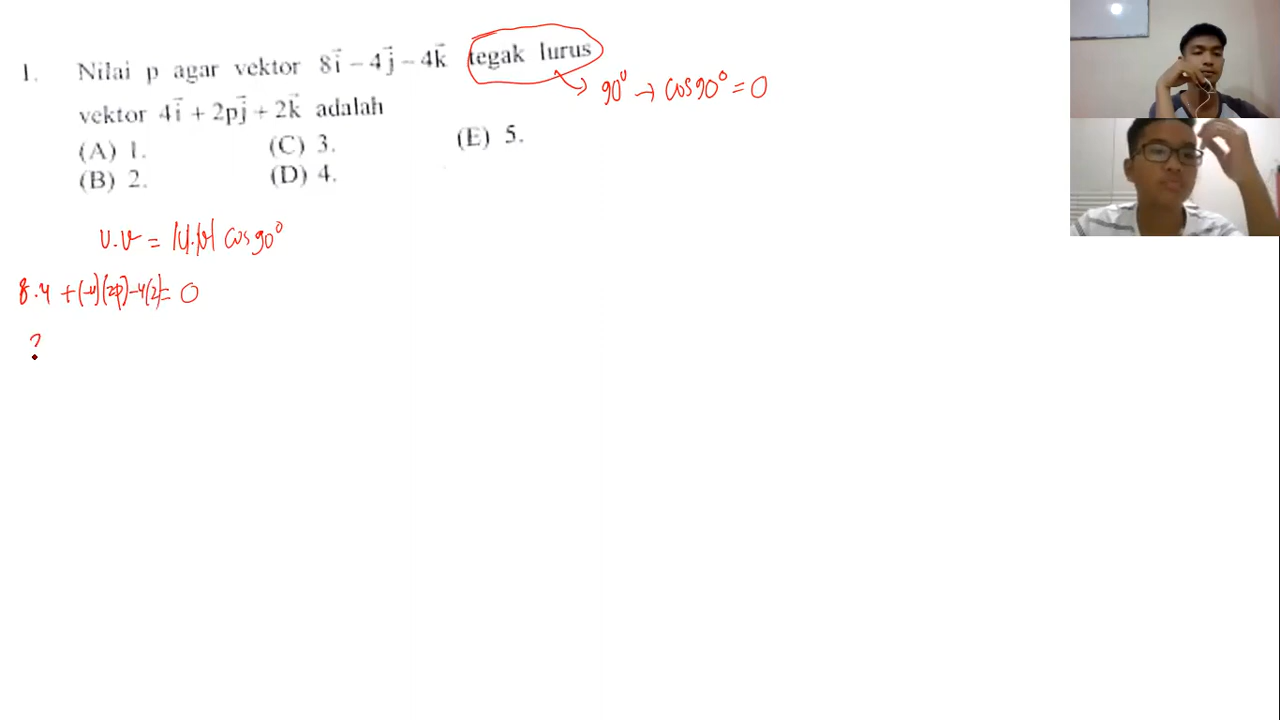 1. Nilai p agar vektor 8i⃗ − 4j⃗ − 4k⃗ tegak lurus
90° → cos 90° = 0
vektor 4i⃗ + 2pj⃗ + 2k⃗ adalah
(A) 1. (C) 3. (E) 5.
(B) 2. (D) 4.
u.v = |u|.|v| cos 90°
8.4 + (-4)(2p) - 4(2) = 0